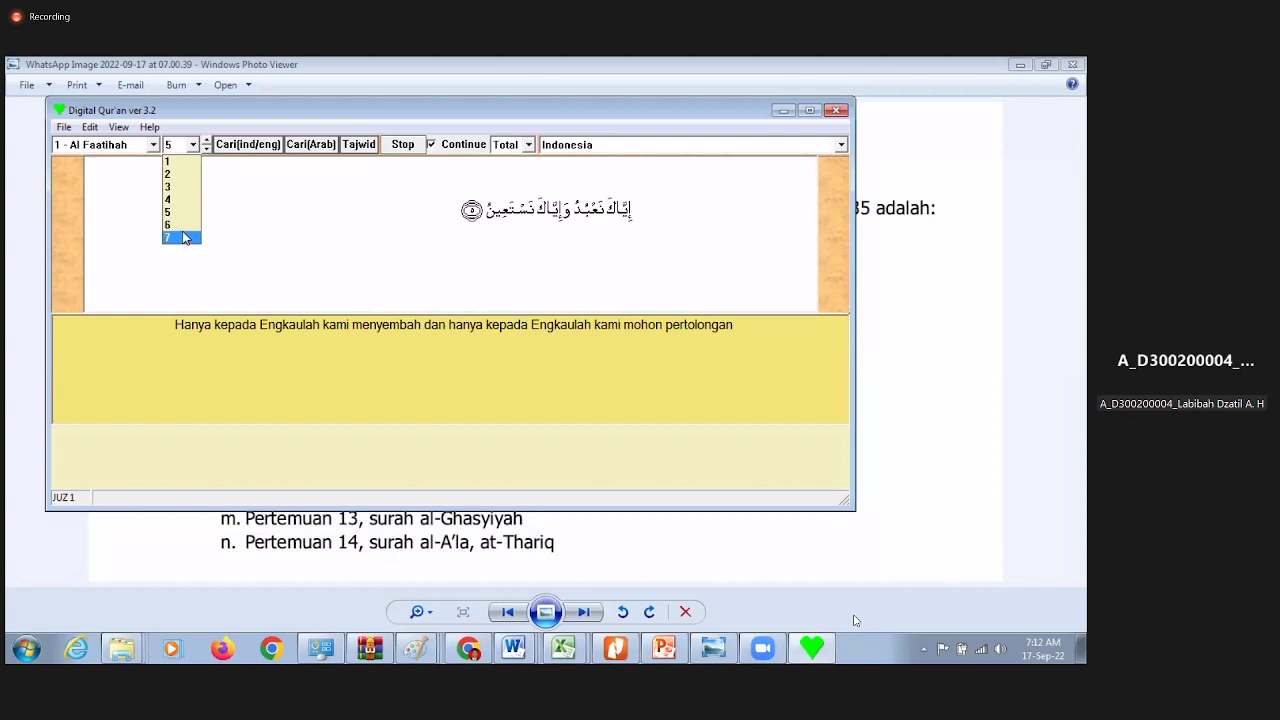 Recording
WhatsApp Image 2022-09-17 at 07.00.39 - Windows Photo Viewer
File Print E-mail Burn Open
Digital Qur'an ver 3.2
File Edit View Help
1 - Al Faatihah 5 Cari(ind/eng) Cari(Arab) Tajwid Stop Continue Total Indonesia
1
2
3
4
5
6
7
إِيَّاكَ نَعْبُدُ وَإِيَّاكَ نَسْتَعِينُ ٥
35 adalah:
Hanya kepada Engkaulah kami menyembah dan hanya kepada Engkaulah kami mohon pertolongan
A_D300200004_...
A_D300200004_Labibah Dzatil A. H
JUZ 1
m. Pertemuan 13, surah al-Ghasyiyah
n. Pertemuan 14, surah al-A’la, at-Thariq
7:12 AM
17-Sep-22